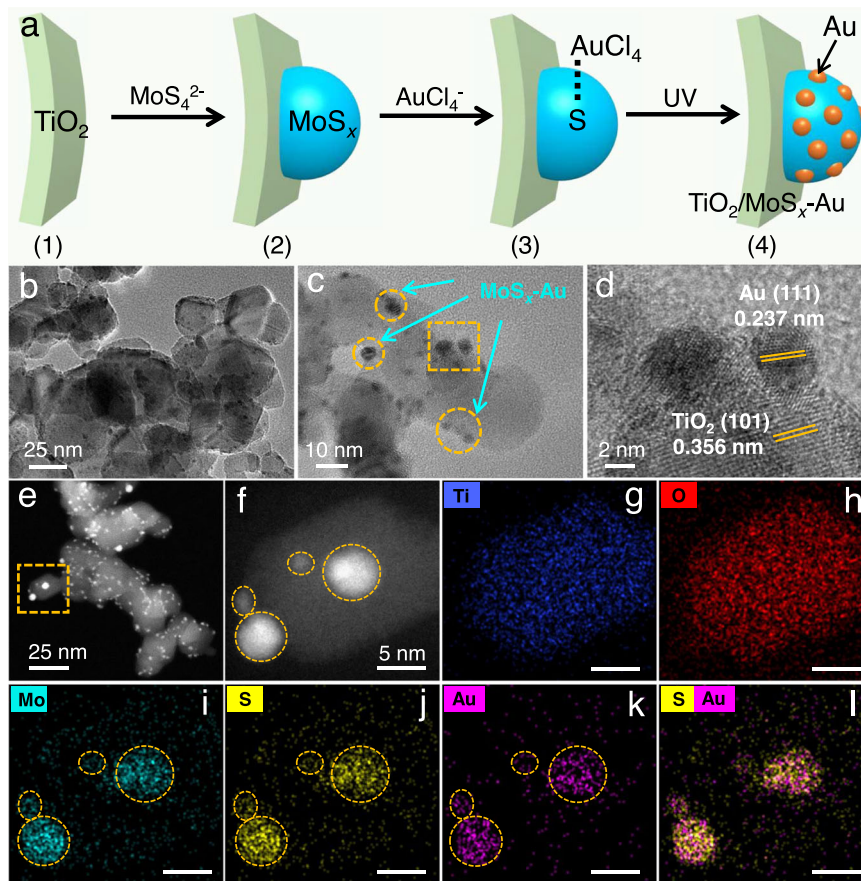 a
TiO₂
MoS₄²⁻
MoSₓ
AuCl₄⁻
AuCl₄
S
UV
Au
TiO₂/MoSₓ-Au
(1)
(2)
(3)
(4)
b
25 nm
c
MoSₓ-Au
10 nm
d
Au (111)
0.237 nm
TiO₂ (101)
0.356 nm
2 nm
e
25 nm
f
5 nm
Ti
g
O
h
Mo
i
S
j
Au
k
S Au
l